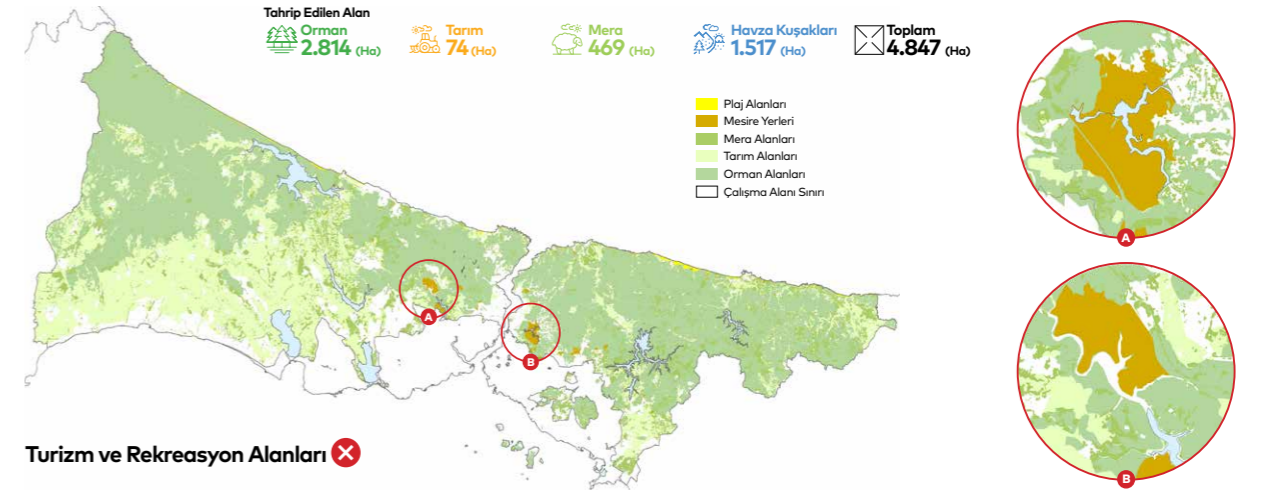 Tahrip Edilen Alan
Orman
2.814 (Ha)
Tarım
74 (Ha)
Mera
469 (Ha)
Havza Kuşakları
1.517 (Ha)
Toplam
4.847 (Ha)
Plaj Alanları
Mesire Yerleri
Mera Alanları
Tarım Alanları
Orman Alanları
Çalışma Alanı Sınırı
A
B
A
B
Turizm ve Rekreasyon Alanları